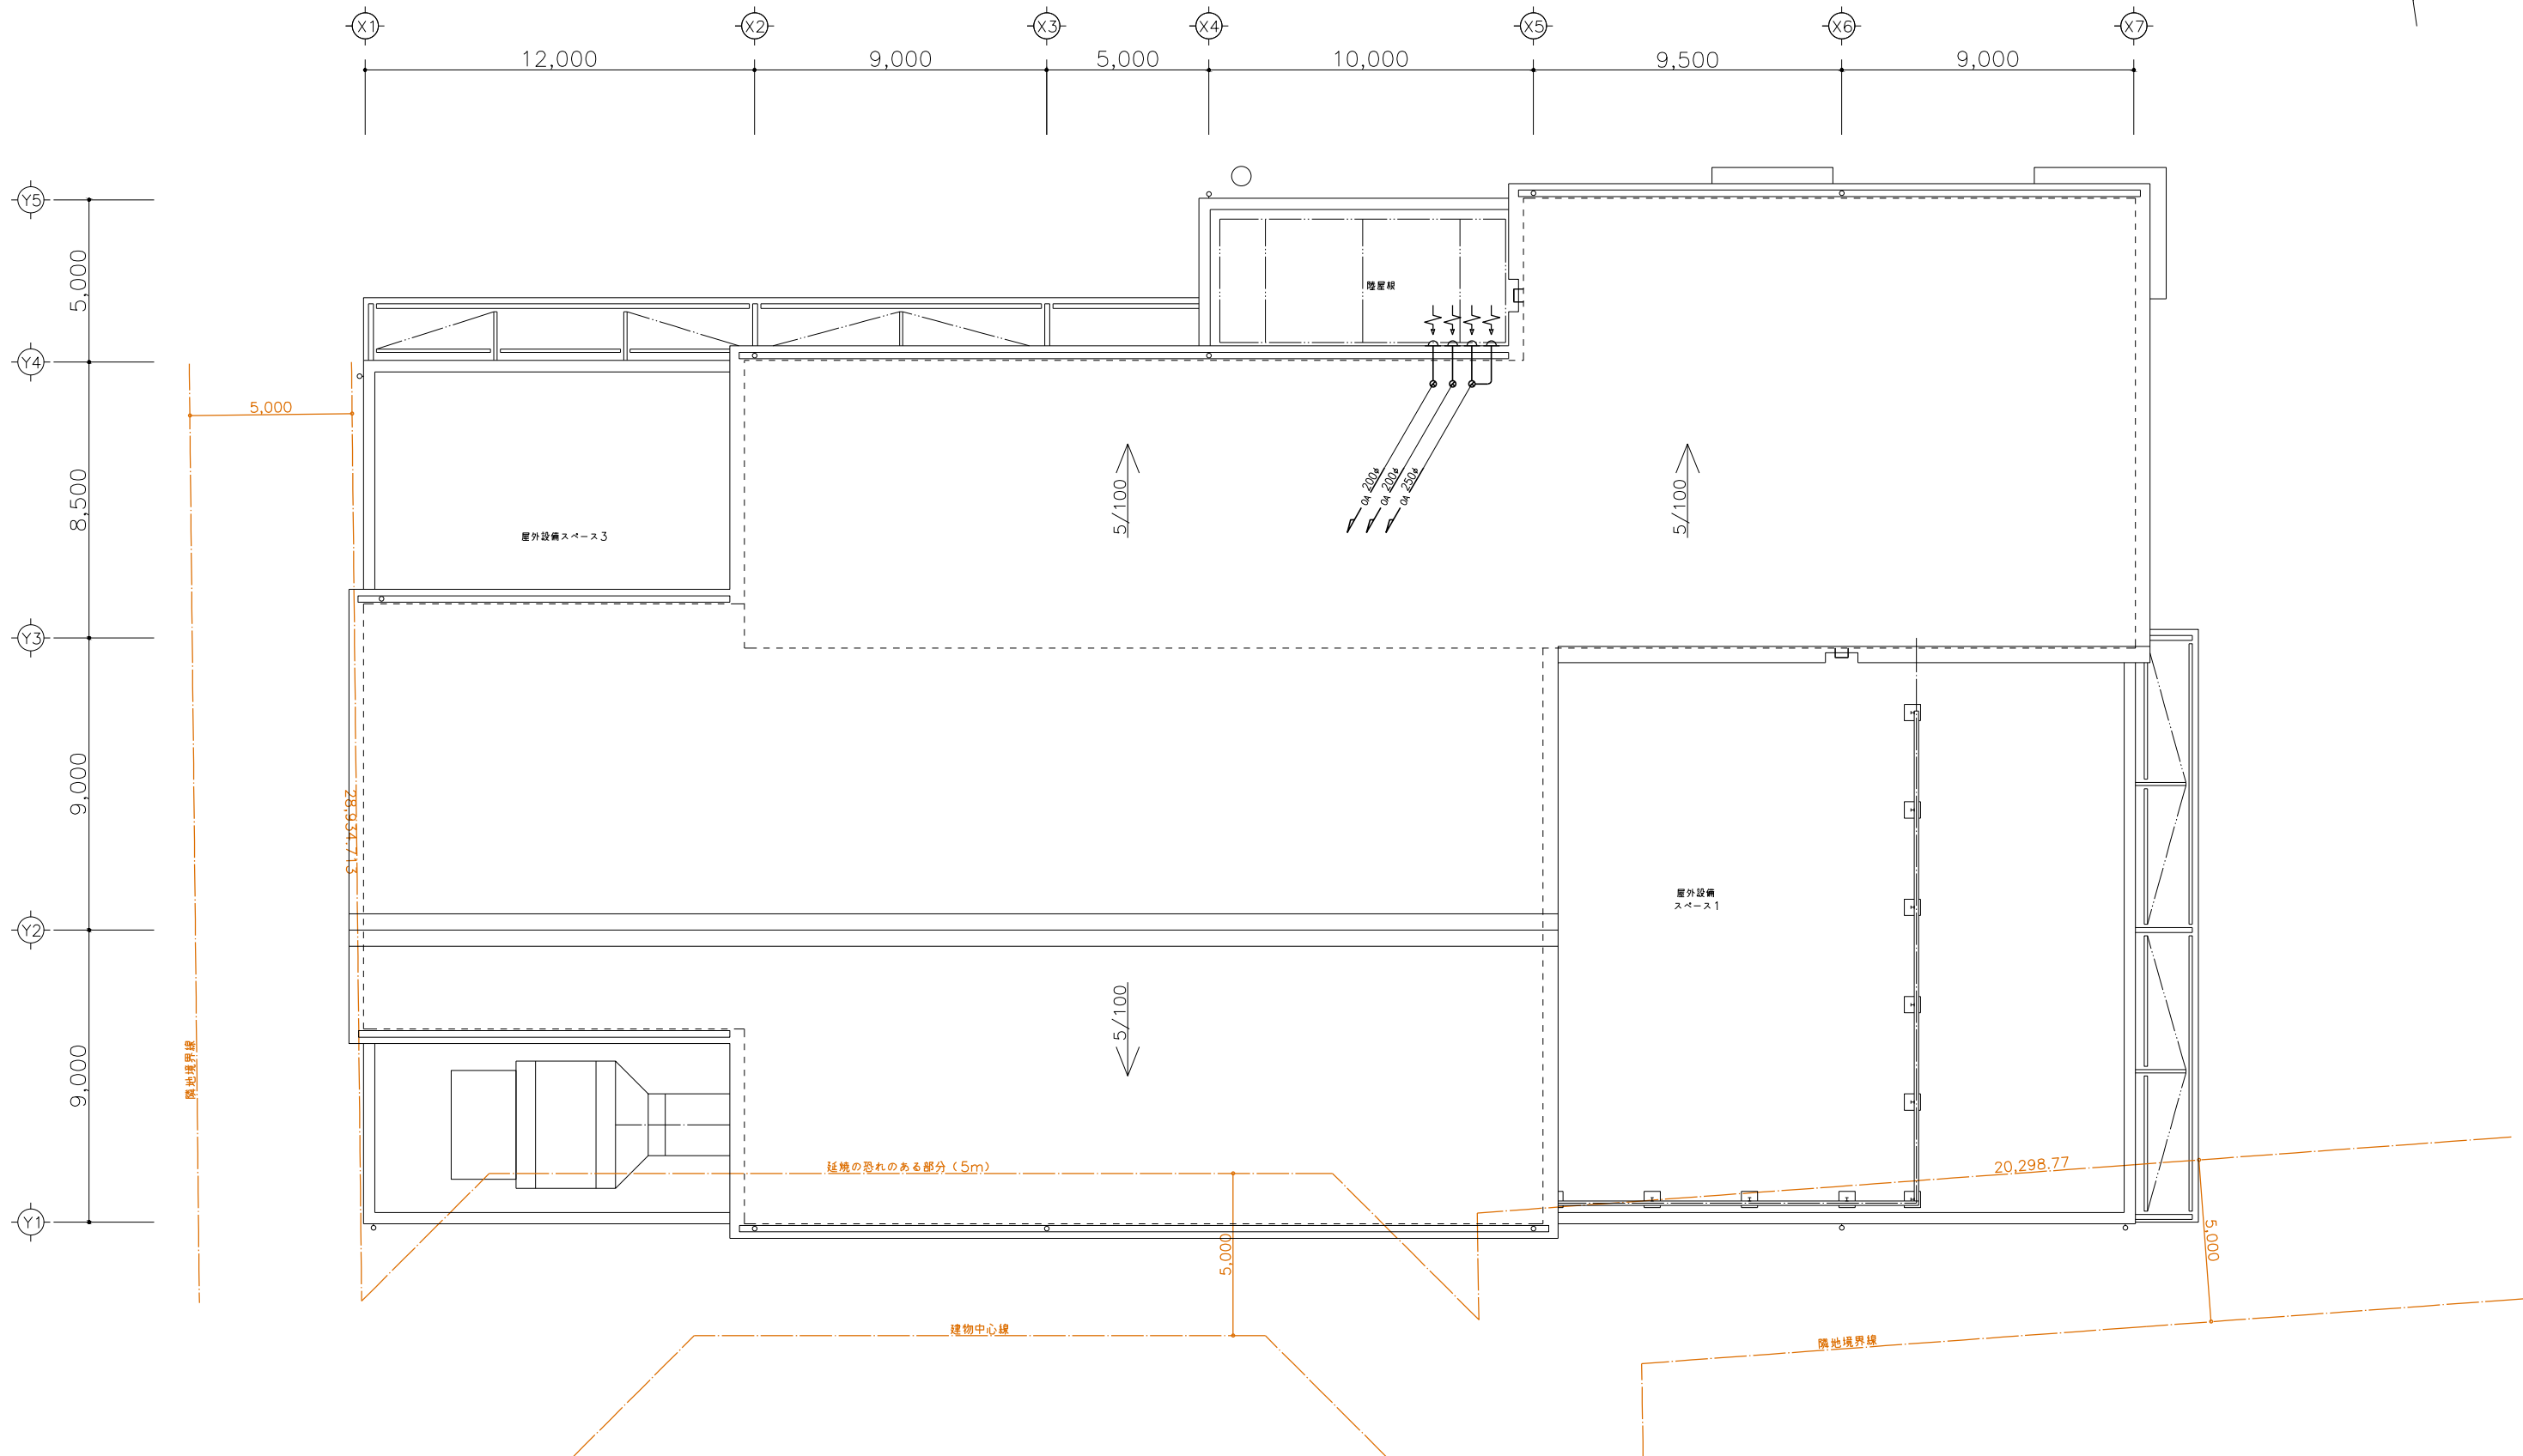 X1
X2
X3
X4
X5
X6
X7
12,000
9,000
5,000
10,000
9,500
9,000
Y5
5,000
Y4
8,500
Y3
9,000
Y2
9,000
Y1
陸屋根
5,000
OA 200φ
OA 200φ
OA 250φ
5/100
5/100
屋外設備スペース3
28,934.713
屋外設備
スペース1
5/100
隣地境界線
延焼の恐れのある部分(5m)
20,298.77
5,000
5,000
建物中心線
隣地境界線